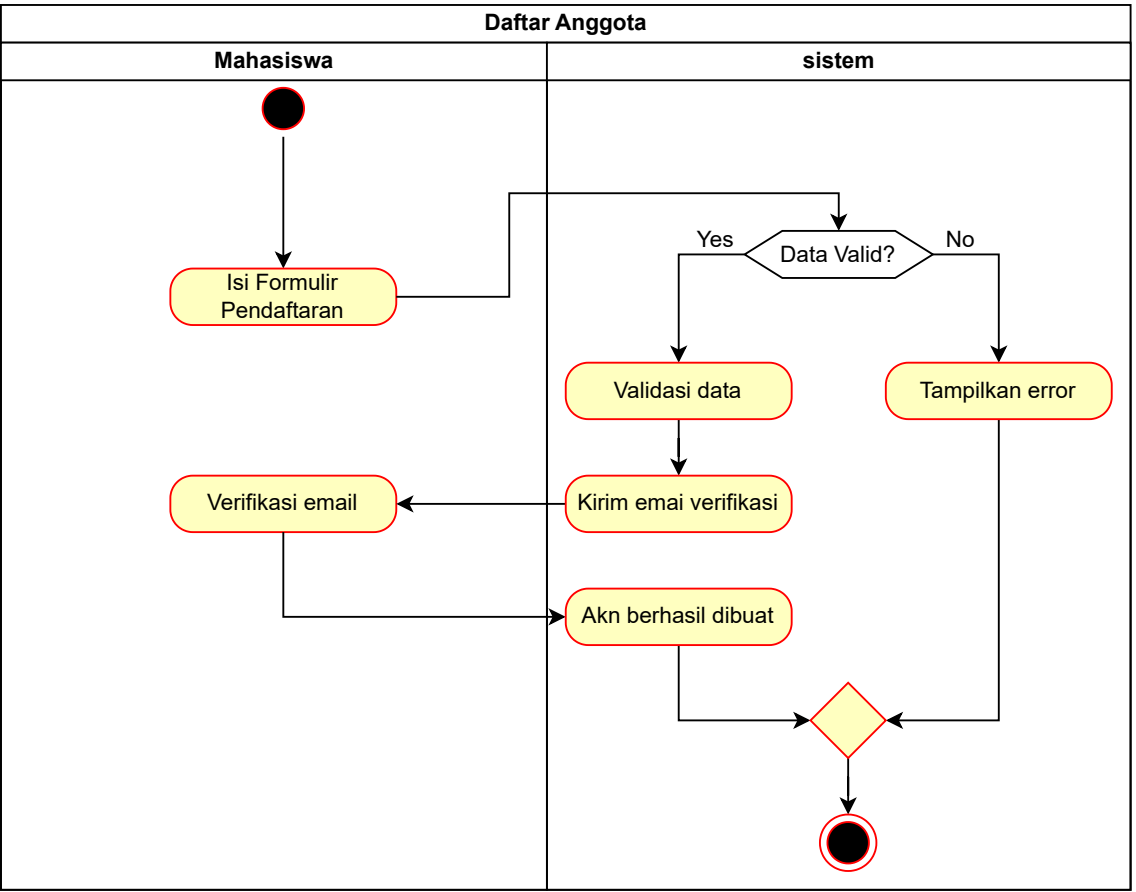 Daftar Anggota
Mahasiswa
sistem
Isi Formulir
Pendaftaran
Yes
Data Valid?
No
Validasi data
Tampilkan error
Verifikasi email
Kirim emai verifikasi
Akn berhasil dibuat